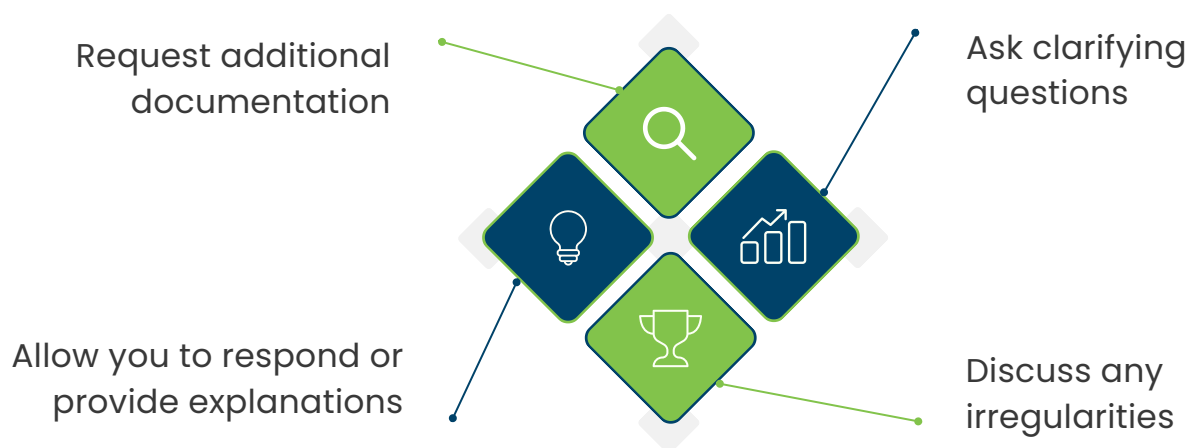 Request additional
documentation
Ask clarifying
questions
Allow you to respond or
provide explanations
Discuss any
irregularities